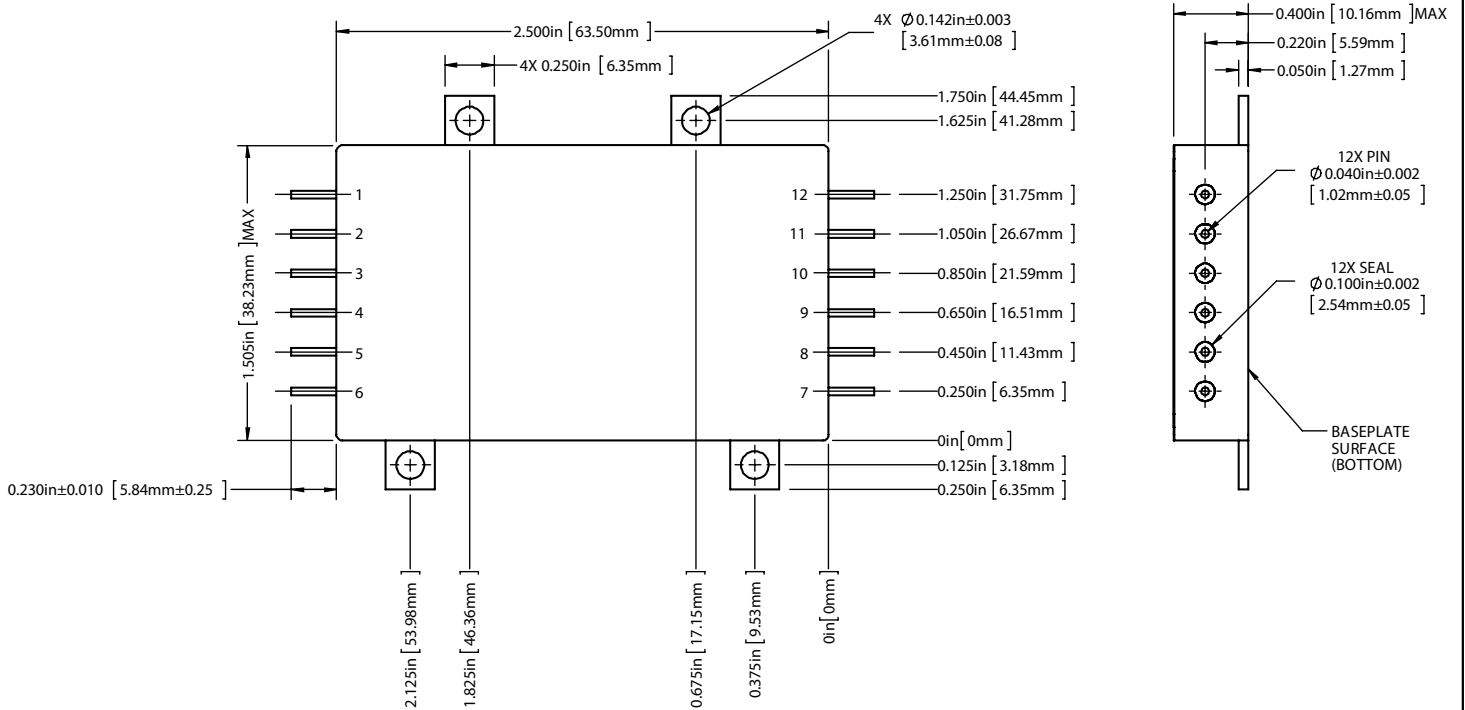 2.500in [ 63.50mm ]
4X 0.250in [ 6.35mm ]
4X Ø 0.142in±0.003
[ 3.61mm±0.08 ]
1.750in [ 44.45mm ]
1.625in [ 41.28mm ]
1 12 1.250in [ 31.75mm ]
2 11 1.050in [ 26.67mm ]
3 10 0.850in [ 21.59mm ]
4 9 0.650in [ 16.51mm ]
5 8 0.450in [ 11.43mm ]
6 7 0.250in [ 6.35mm ]
1.505in [ 38.23mm ]MAX
0in[ 0mm ]
0.125in [ 3.18mm ]
0.250in [ 6.35mm ]
0.230in±0.010 [ 5.84mm±0.25 ]
2.125in [ 53.98mm ]
1.825in [ 46.36mm ]
0.675in [ 17.15mm ]
0.375in [ 9.53mm ]
0in[ 0mm ]
0.400in [ 10.16mm ]MAX
0.220in [ 5.59mm ]
0.050in [ 1.27mm ]
12X PIN
Ø 0.040in±0.002
[ 1.02mm±0.05 ]
12X SEAL
Ø 0.100in±0.002
[ 2.54mm±0.05 ]
BASEPLATE
SURFACE
(BOTTOM)